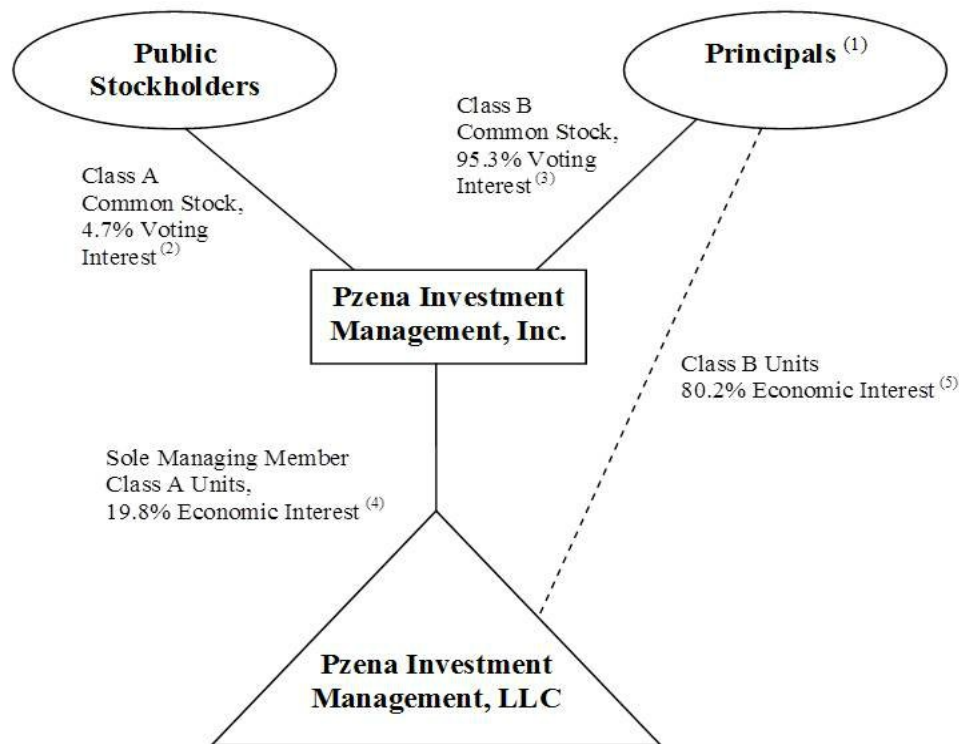 Public
Stockholders
Principals (1)
Class A
Common Stock,
4.7% Voting
Interest (2)
Class B
Common Stock,
95.3% Voting
Interest (3)
Pzena Investment
Management, Inc.
Class B Units
80.2% Economic Interest (5)
Sole Managing Member
Class A Units,
19.8% Economic Interest (4)
Pzena Investment
Management, LLC